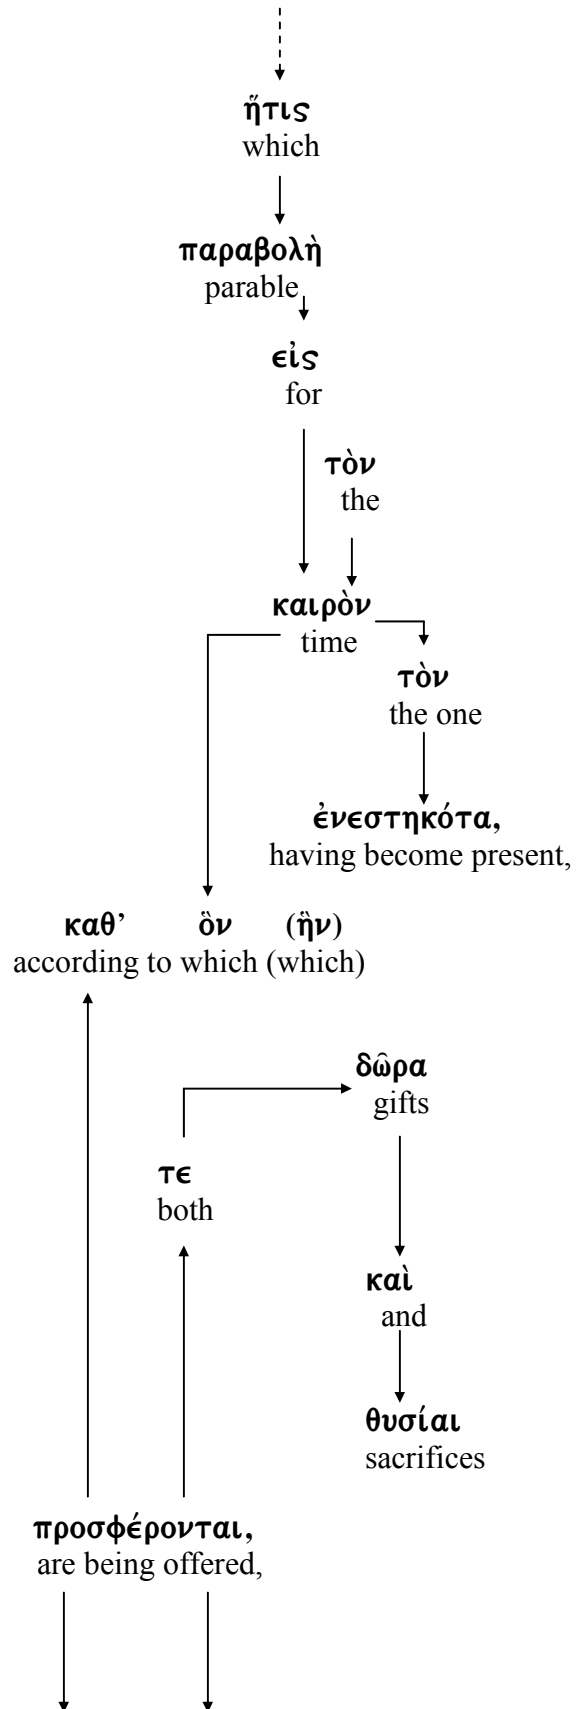 ἥτις
which
παραβολὴ
parable
εἰς
for
τὸν
the
καιρὸν
time
τὸν
the one
ἐνεστηκότα,
having become present,
καθ’ ὃν (ἣν)
according to which (which)
δῶρα
gifts
τε
both
καὶ
and
θυσίαι
sacrifices
προσφέρονται,
are being offered,